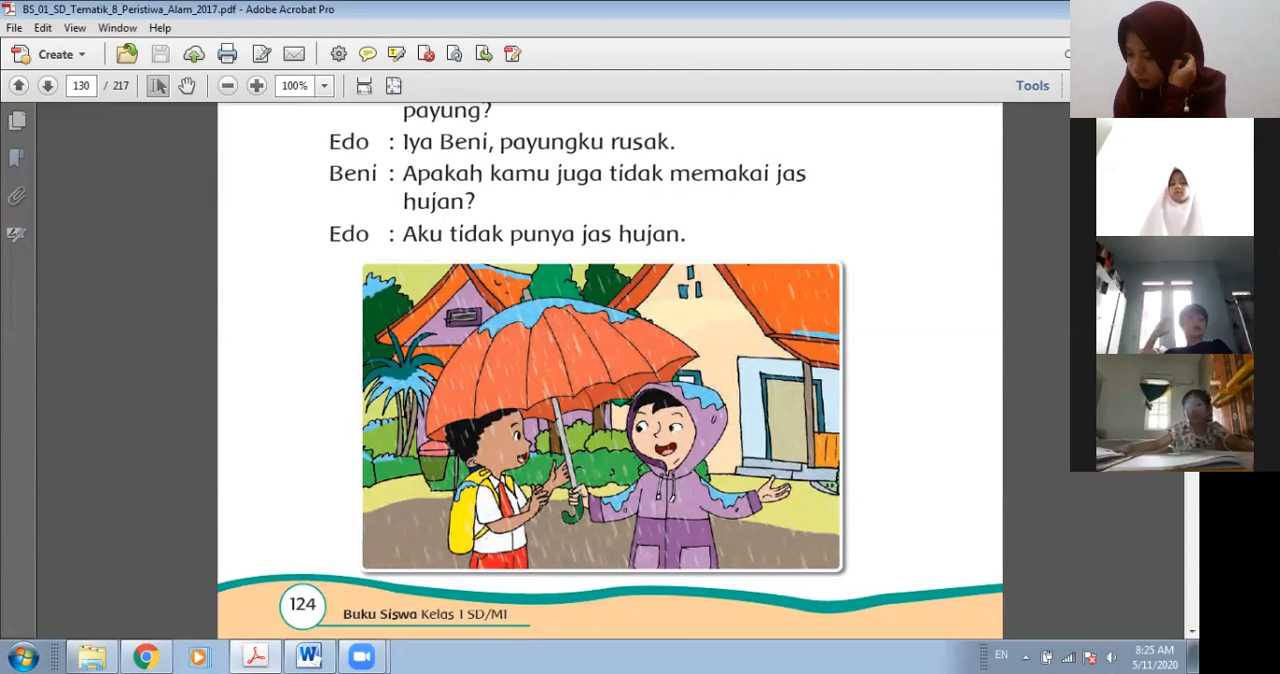 BS_01_SD_Tematik_8_Peristiwa_Alam_2017.pdf - Adobe Acrobat Pro
File Edit View Window Help
Create
130 / 217 100% Tools
payung?
Edo : Iya Beni, payungku rusak.
Beni : Apakah kamu juga tidak memakai jas
hujan?
Edo : Aku tidak punya jas hujan.
124 Buku Siswa Kelas I SD/MI
EN 8:25 AM
5/11/2020